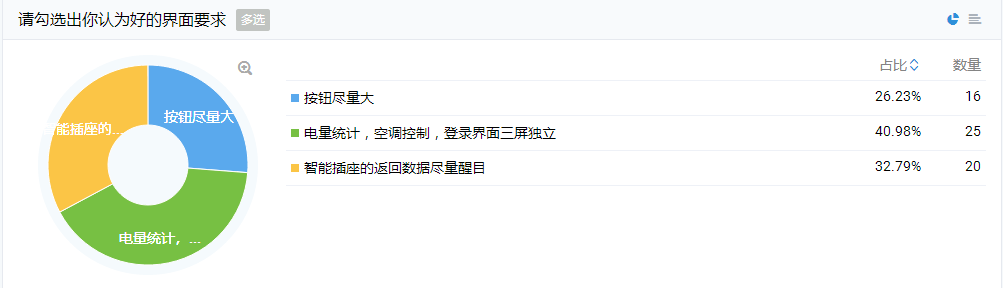 请勾选出你认为好的界面要求 多选
占比 数量
按钮尽量大 26.23% 16
电量统计，空调控制，登录界面三屏独立 40.98% 25
智能插座的返回数据尽量醒目 32.79% 20
按钮尽量大
能插座的...
电量统计，...